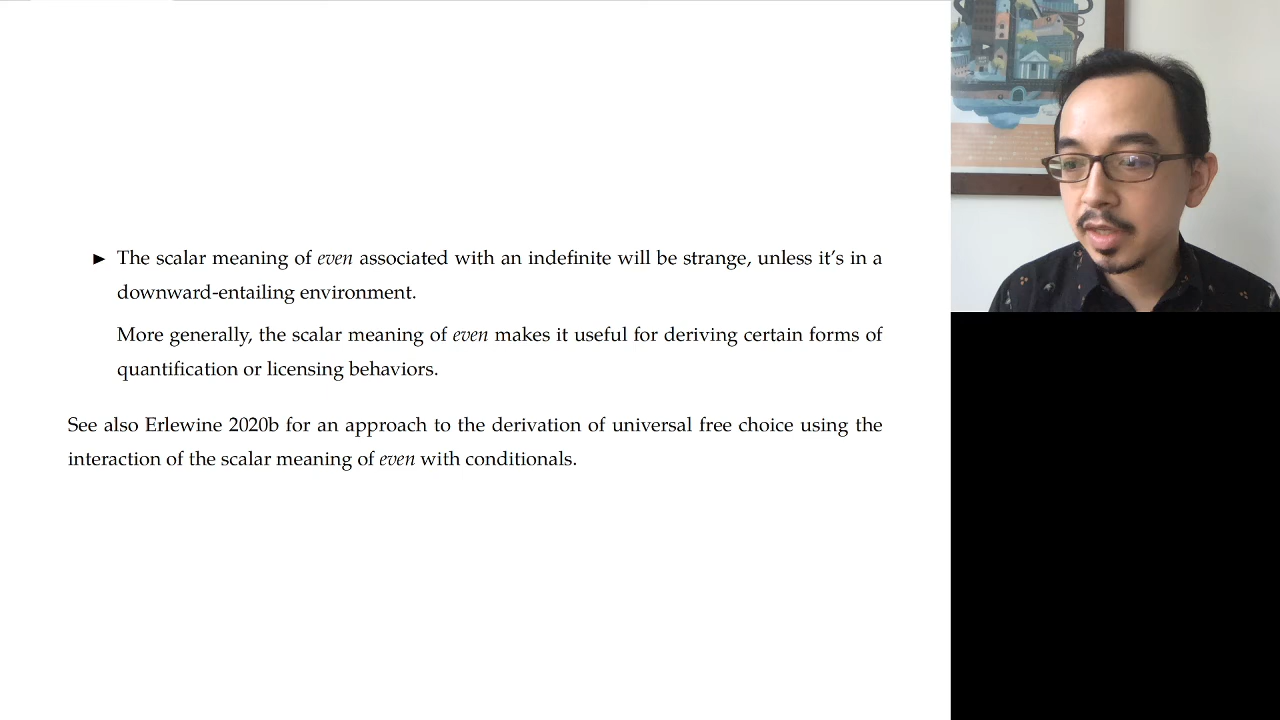 ► The scalar meaning of even associated with an indefinite will be strange, unless it's in a
downward-entailing environment.
More generally, the scalar meaning of even makes it useful for deriving certain forms of
quantification or licensing behaviors.
See also Erlewine 2020b for an approach to the derivation of universal free choice using the
interaction of the scalar meaning of even with conditionals.